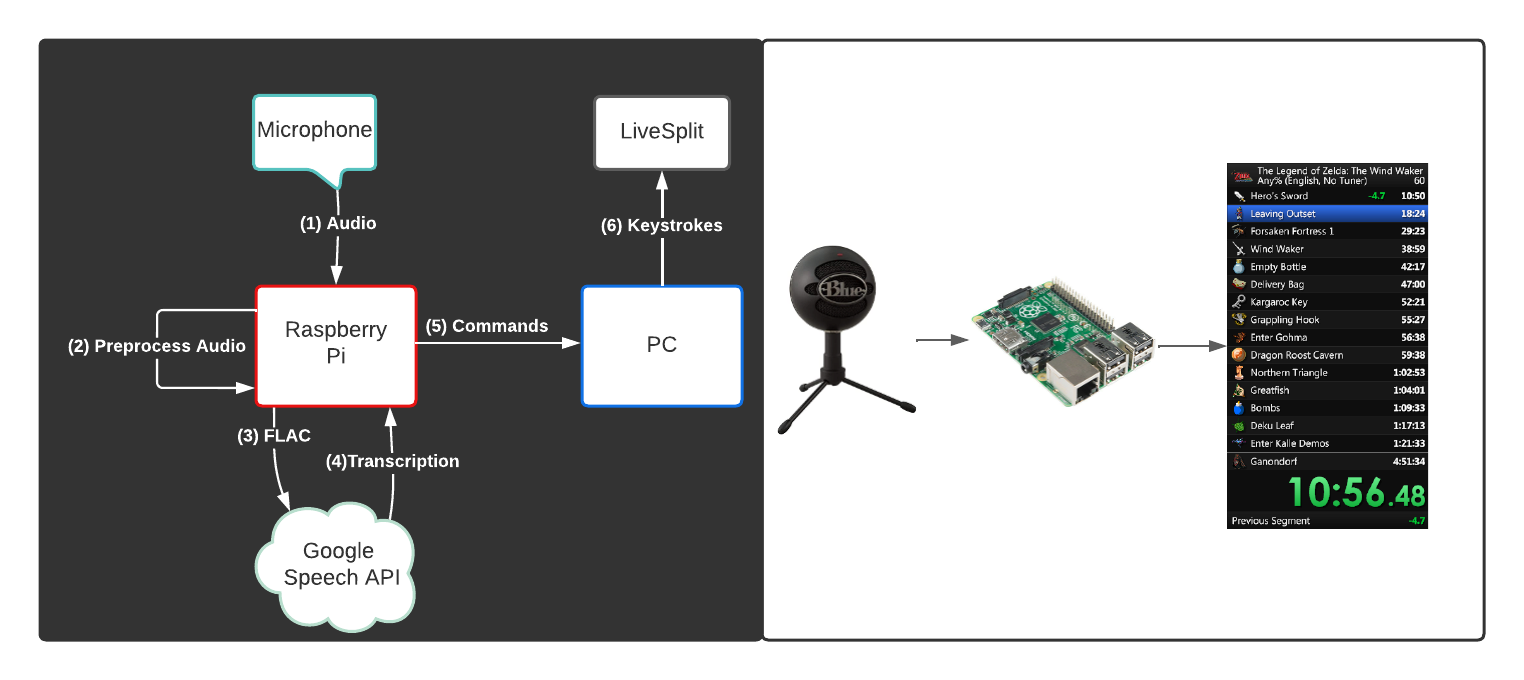 Microphone
LiveSplit
(1) Audio
(6) Keystrokes
Raspberry
Pi
(5) Commands
PC
(2) Preprocess Audio
(3) FLAC
(4)Transcription
Google
Speech API
Blue
The Legend of Zelda: The Wind Waker
Any% (English, No Tuner) 60
Hero's Sword -4.7 10:50
Leaving Outset 18:24
Forsaken Fortress 1 29:23
Wind Waker 38:59
Empty Bottle 42:17
Delivery Bag 47:00
Kargaroc Key 52:21
Grappling Hook 55:27
Enter Gohma 56:38
Dragon Roost Cavern 59:38
Northern Triangle 1:02:53
Greatfish 1:04:01
Bombs 1:09:33
Deku Leaf 1:17:13
Enter Kalle Demos 1:21:33
Ganondorf 4:51:34
10:56.48
Previous Segment -4.7